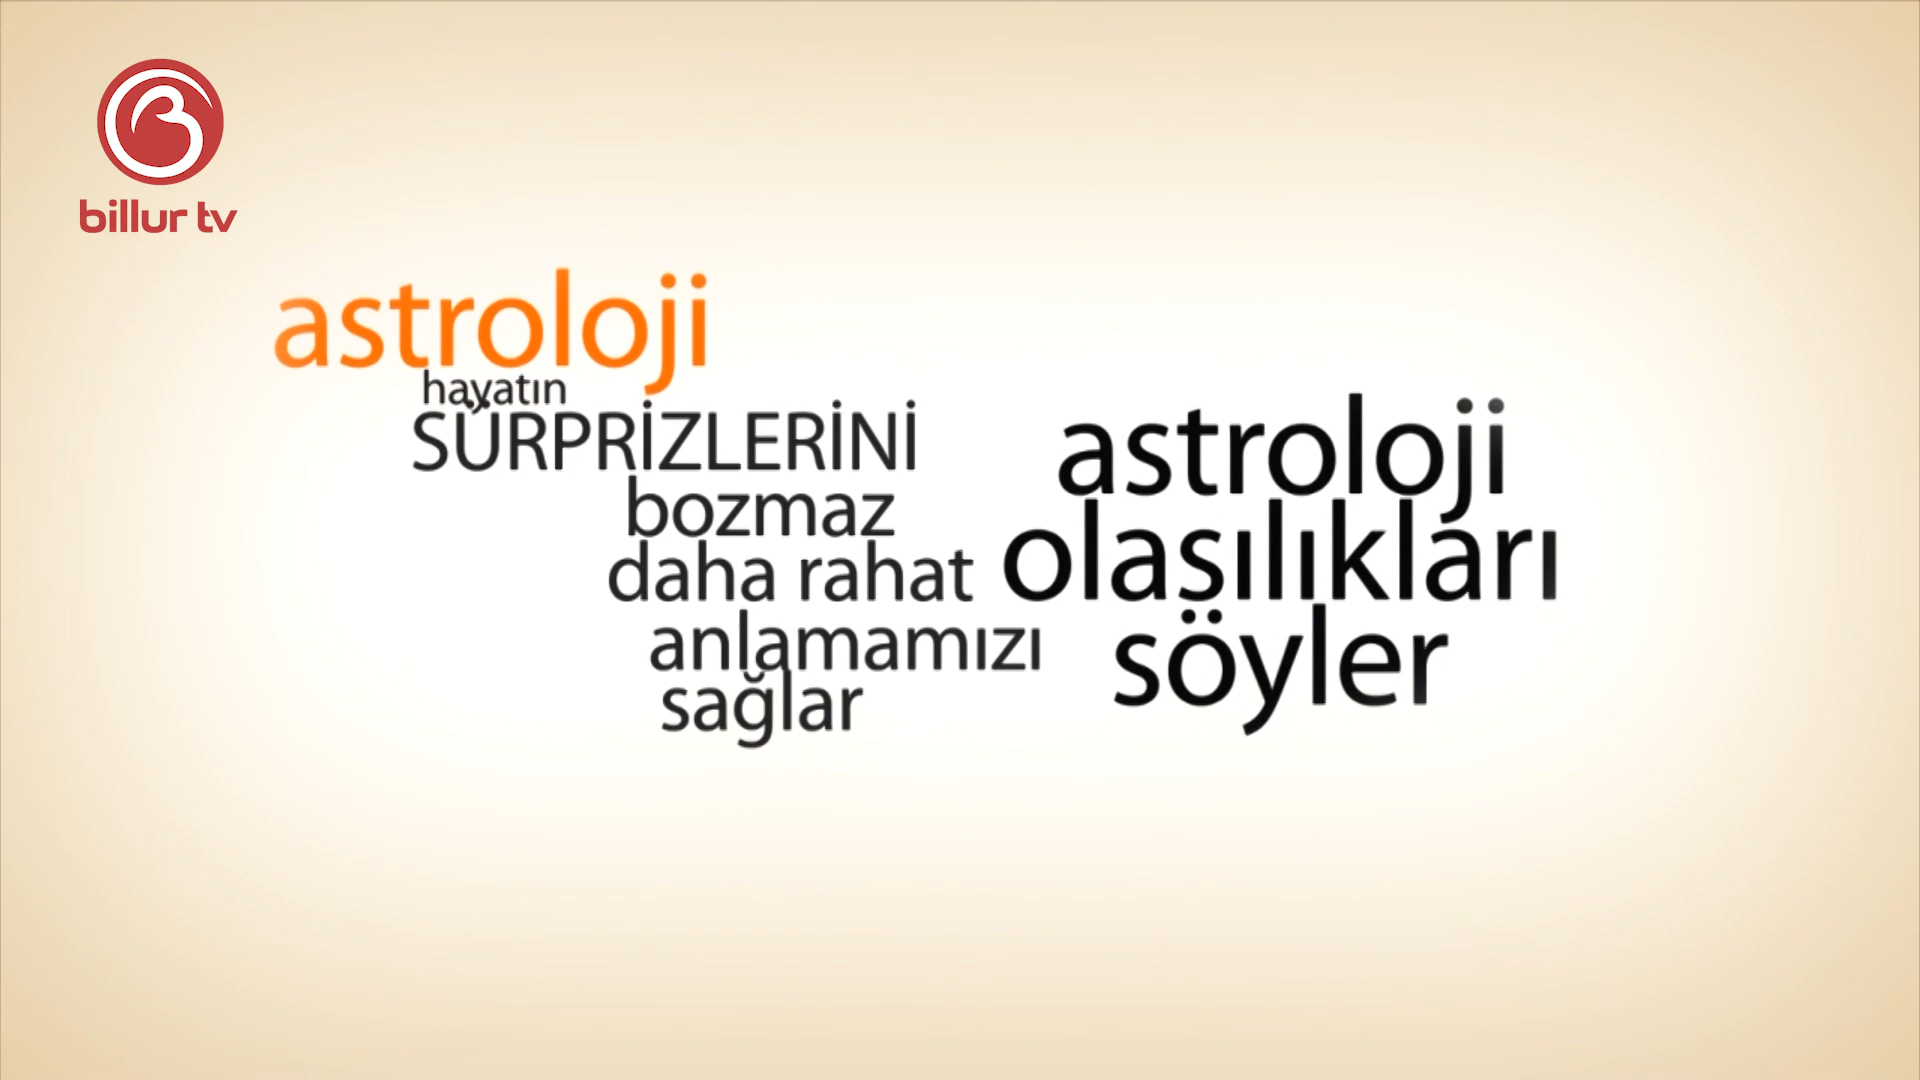 billur tv
astroloji
hayatın
SÜRPRİZLERİNİ
bozmaz
daha rahat
anlamamızı
sağlar
astroloji
olasılıkları
söyler